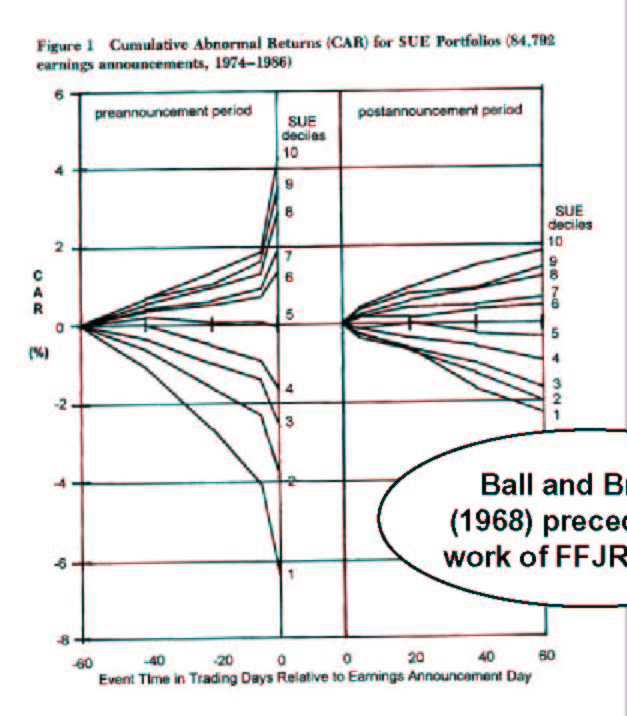 Figure 1 Cumulative Abnormal Returns (CAR) for SUE Portfolios (84,792
earnings announcements, 1974–1986)
6
4
2
0
-2
-4
-6
-8
C
A
R
(%)
preannouncement period
SUE
deciles
10
9
8
7
6
5
4
3
2
1
postannouncement period
SUE
deciles
10
9
8
7
6
5
4
3
2
1
-60 -40 -20 0 0 20 40 60
Event Time in Trading Days Relative to Earnings Announcement Day
Ball and
(1968)
work of FFJR